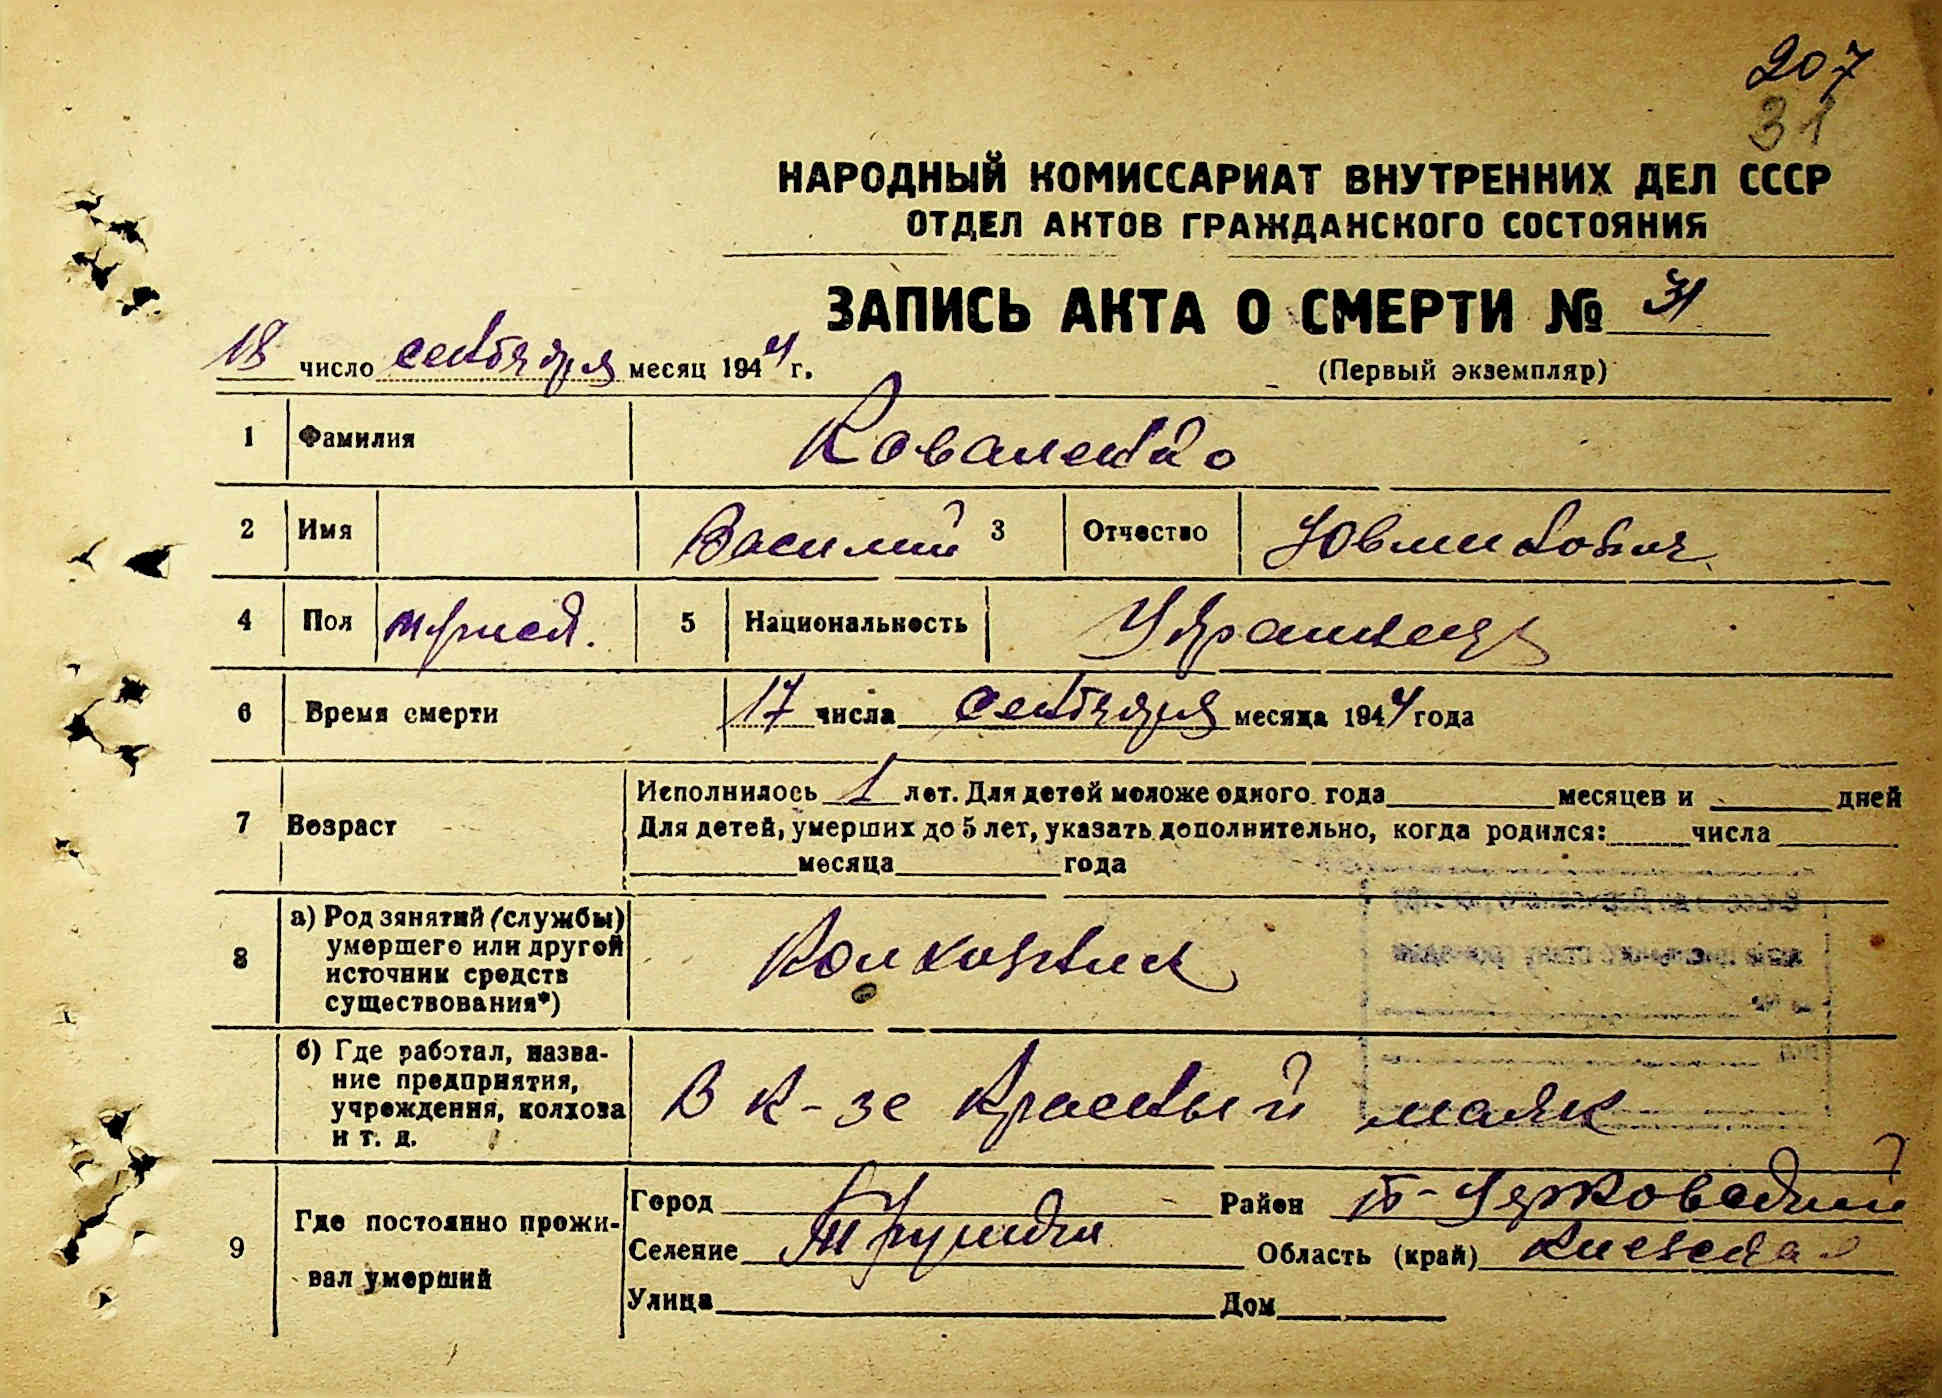 207
31
НАРОДНЫЙ КОМИССАРИАТ ВНУТРЕННИХ ДЕЛ СССР
ОТДЕЛ АКТОВ ГРАЖДАНСКОГО СОСТОЯНИЯ
ЗАПИСЬ АКТА О СМЕРТИ № 31
18 число сентября месяц 1944 г. (Первый экземпляр)
1 Фамилия Коваленко
2 Имя Василий 3 Отчество
4 Пол мужск. 5 Национальность Украинец
6 Время смерти 17 числа сентября месяца 1944 года
7 Возраст Исполнилось 1 лет. Для детей моложе одного года месяцев и дней
Для детей, умерших до 5 лет, указать дополнительно, когда родился: числа
месяца года
8 а) Род занятий (службы) умершего или другой источник средств существования*) Колхозник
б) Где работал, название предприятия, учреждения, колхоза и т. д. В к-зе Красный маяк
9 Где постоянно проживал умерший
Город Район
Селение Область (край) Киевская
Улица Дом